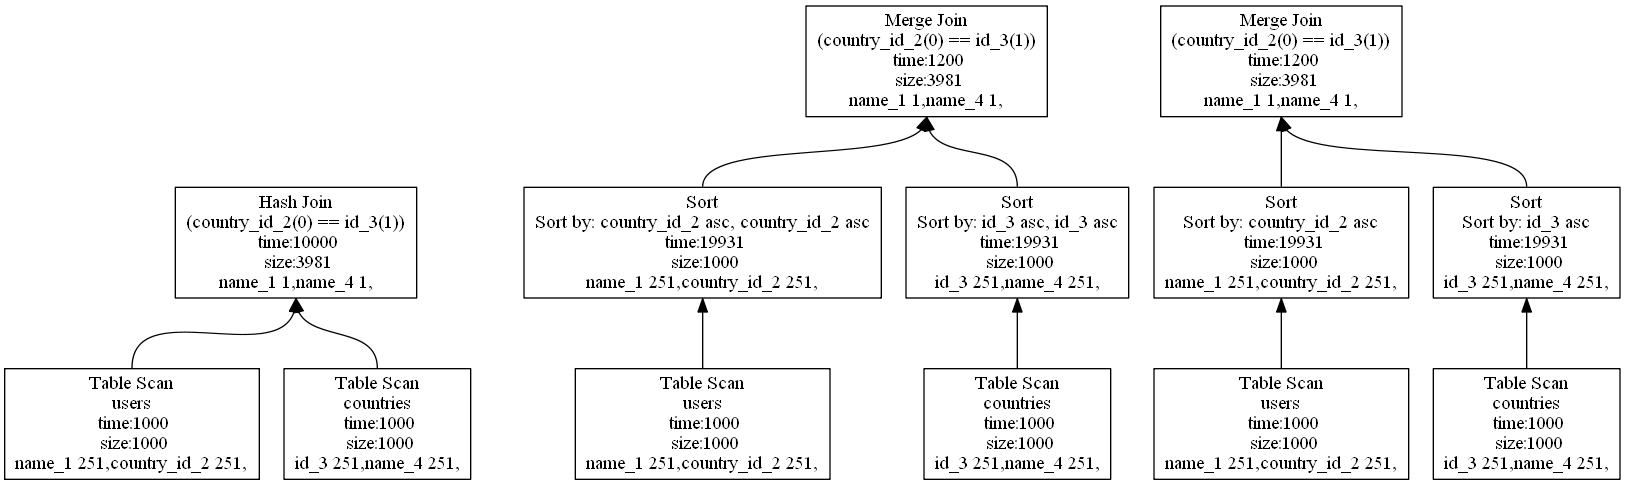 Merge Join
(country_id_2(0) == id_3(1))
time:1200
size:3981
name_1 1,name_4 1,
Merge Join
(country_id_2(0) == id_3(1))
time:1200
size:3981
name_1 1,name_4 1,
Hash Join
(country_id_2(0) == id_3(1))
time:10000
size:3981
name_1 1,name_4 1,
Sort
Sort by: country_id_2 asc, country_id_2 asc
time:19931
size:1000
name_1 251,country_id_2 251,
Sort
Sort by: id_3 asc, id_3 asc
time:19931
size:1000
id_3 251,name_4 251,
Sort
Sort by: country_id_2 asc
time:19931
size:1000
name_1 251,country_id_2 251,
Sort
Sort by: id_3 asc
time:19931
size:1000
id_3 251,name_4 251,
Table Scan
users
time:1000
size:1000
name_1 251,country_id_2 251,
Table Scan
countries
time:1000
size:1000
id_3 251,name_4 251,
Table Scan
users
time:1000
size:1000
name_1 251,country_id_2 251,
Table Scan
countries
time:1000
size:1000
id_3 251,name_4 251,
Table Scan
users
time:1000
size:1000
name_1 251,country_id_2 251,
Table Scan
countries
time:1000
size:1000
id_3 251,name_4 251,